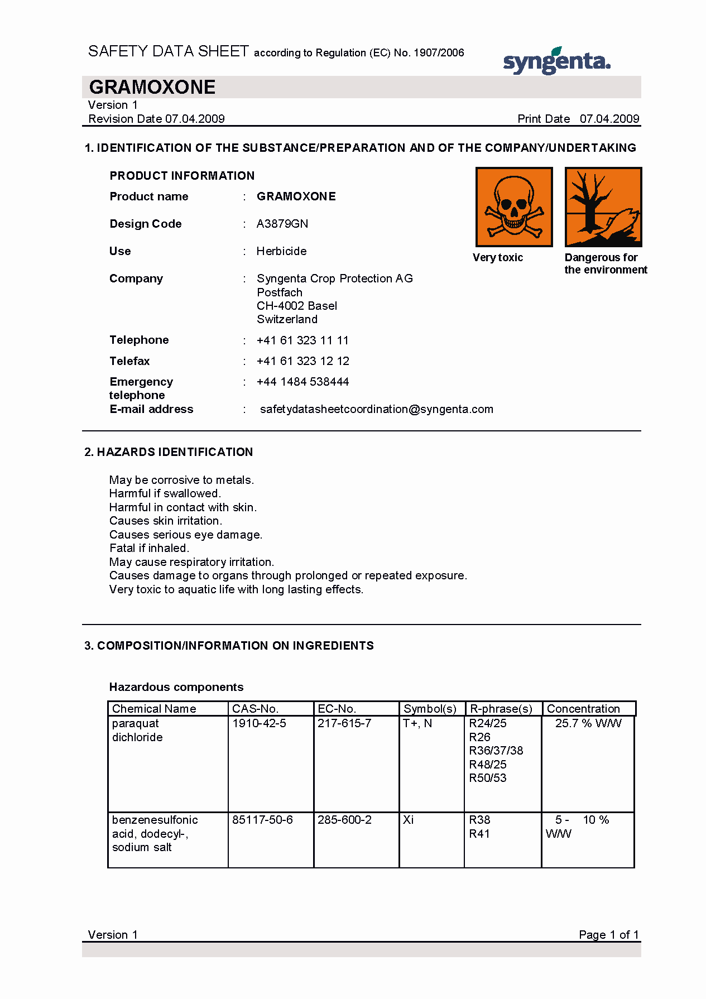 SAFETY DATA SHEET according to Regulation (EC) No. 1907/2006
syngenta.
GRAMOXONE
Version 1
Revision Date 07.04.2009 Print Date 07.04.2009
1. IDENTIFICATION OF THE SUBSTANCE/PREPARATION AND OF THE COMPANY/UNDERTAKING
PRODUCT INFORMATION
Product name : GRAMOXONE
Design Code : A3879GN
Use : Herbicide
Very toxic Dangerous for
the environment
Company : Syngenta Crop Protection AG
Postfach
CH-4002 Basel
Switzerland
Telephone : +41 61 323 11 11
Telefax : +41 61 323 12 12
Emergency : +44 1484 538444
telephone
E-mail address : safetydatasheetcoordination@syngenta.com
2. HAZARDS IDENTIFICATION
May be corrosive to metals.
Harmful if swallowed.
Harmful in contact with skin.
Causes skin irritation.
Causes serious eye damage.
Fatal if inhaled.
May cause respiratory irritation.
Causes damage to organs through prolonged or repeated exposure.
Very toxic to aquatic life with long lasting effects.
3. COMPOSITION/INFORMATION ON INGREDIENTS
Hazardous components
Chemical Name CAS-No. EC-No. Symbol(s) R-phrase(s) Concentration
paraquat 1910-42-5 217-615-7 T+, N R24/25 25.7 % W/W
dichloride R26
R36/37/38
R48/25
R50/53
benzenesulfonic 85117-50-6 285-600-2 Xi R38 5 - 10 %
acid, dodecyl-, R41 W/W
sodium salt
Version 1 Page 1 of 1